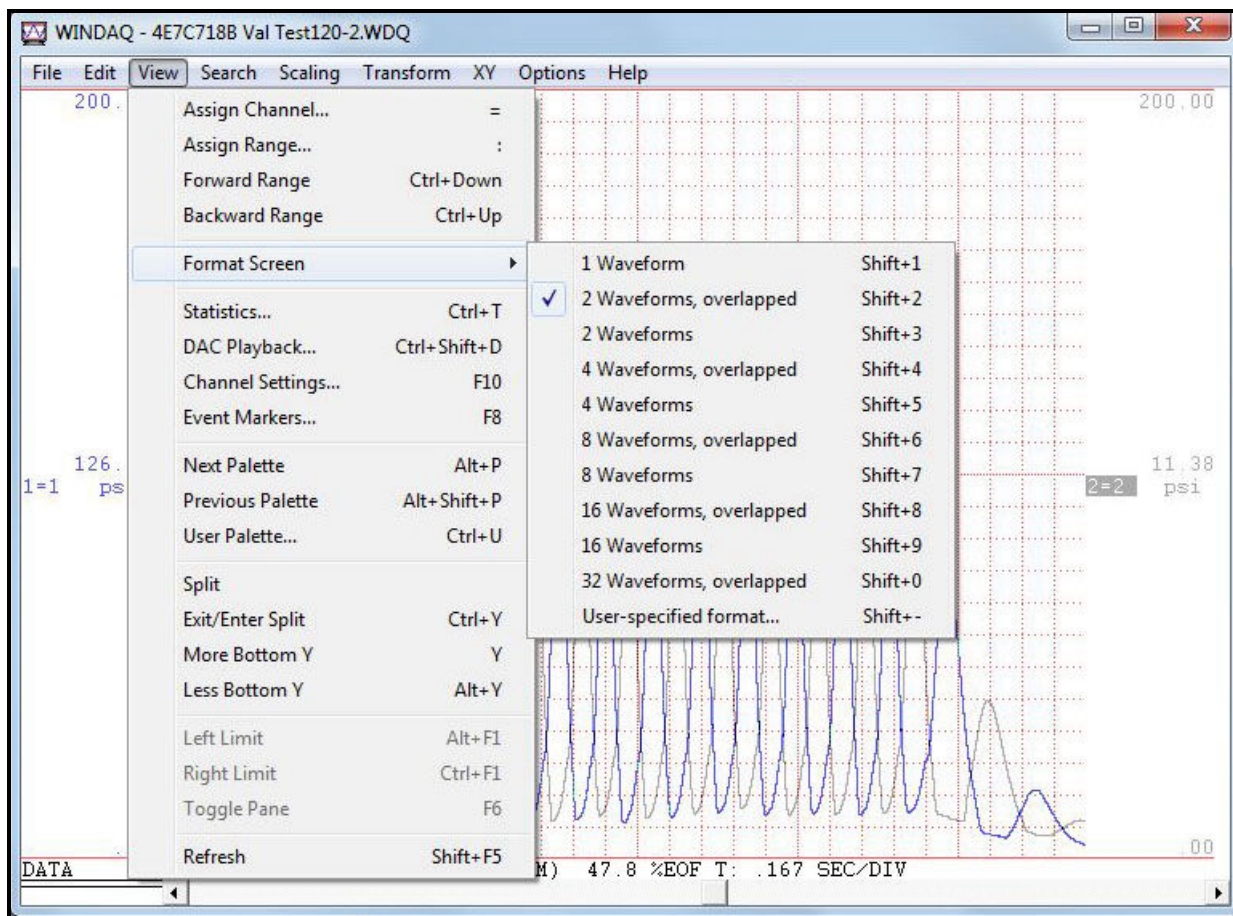 WINDAQ - 4E7C718B Val Test120-2.WDQ
File Edit View Search Scaling Transform XY Options Help
200.
200.00
Assign Channel... =
Assign Range... :
Forward Range Ctrl+Down
Backward Range Ctrl+Up
Format Screen
Statistics... Ctrl+T
DAC Playback... Ctrl+Shift+D
Channel Settings... F10
Event Markers... F8
Next Palette Alt+P
Previous Palette Alt+Shift+P
User Palette... Ctrl+U
Split
Exit/Enter Split Ctrl+Y
More Bottom Y Y
Less Bottom Y Alt+Y
Left Limit Alt+F1
Right Limit Ctrl+F1
Toggle Pane F6
Refresh Shift+F5
1 Waveform Shift+1
2 Waveforms, overlapped Shift+2
2 Waveforms Shift+3
4 Waveforms, overlapped Shift+4
4 Waveforms Shift+5
8 Waveforms, overlapped Shift+6
8 Waveforms Shift+7
16 Waveforms, overlapped Shift+8
16 Waveforms Shift+9
32 Waveforms, overlapped Shift+0
User-specified format... Shift+-
126.
1=1 ps
11.38
2=2 psi
.00
DATA M) 47.8 %EOF T: .167 SEC/DIV